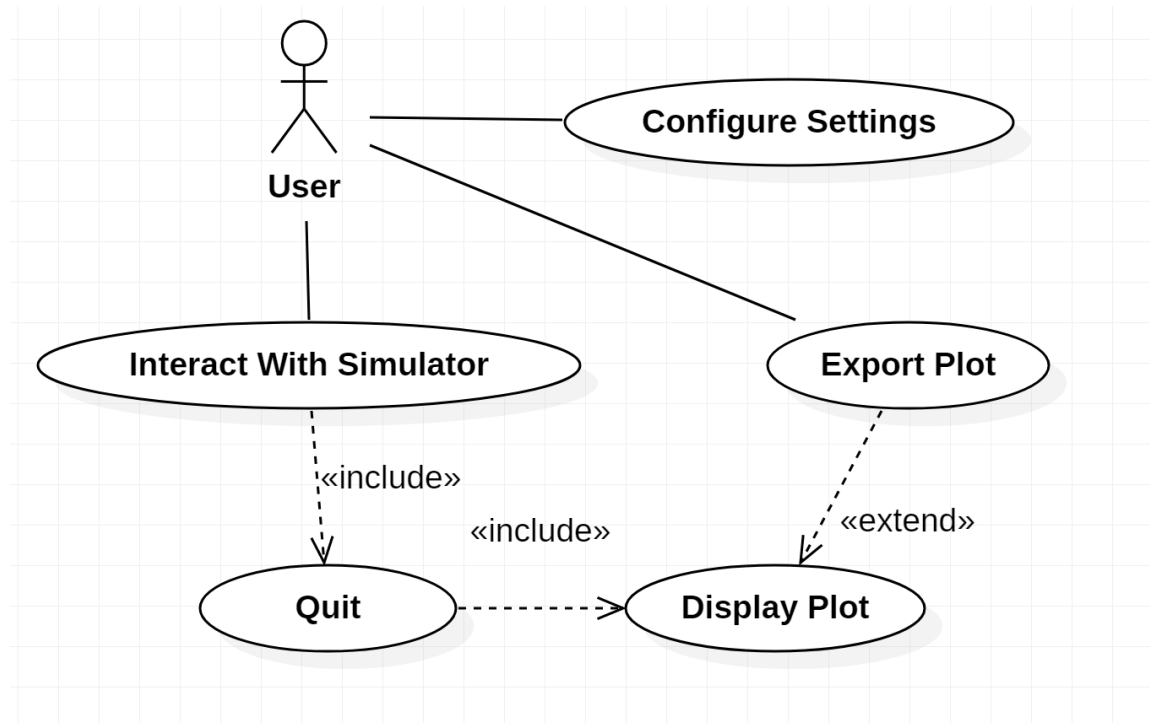 Configure Settings
User
Interact With Simulator
Export Plot
«include»
«include»
«extend»
Quit
Display Plot